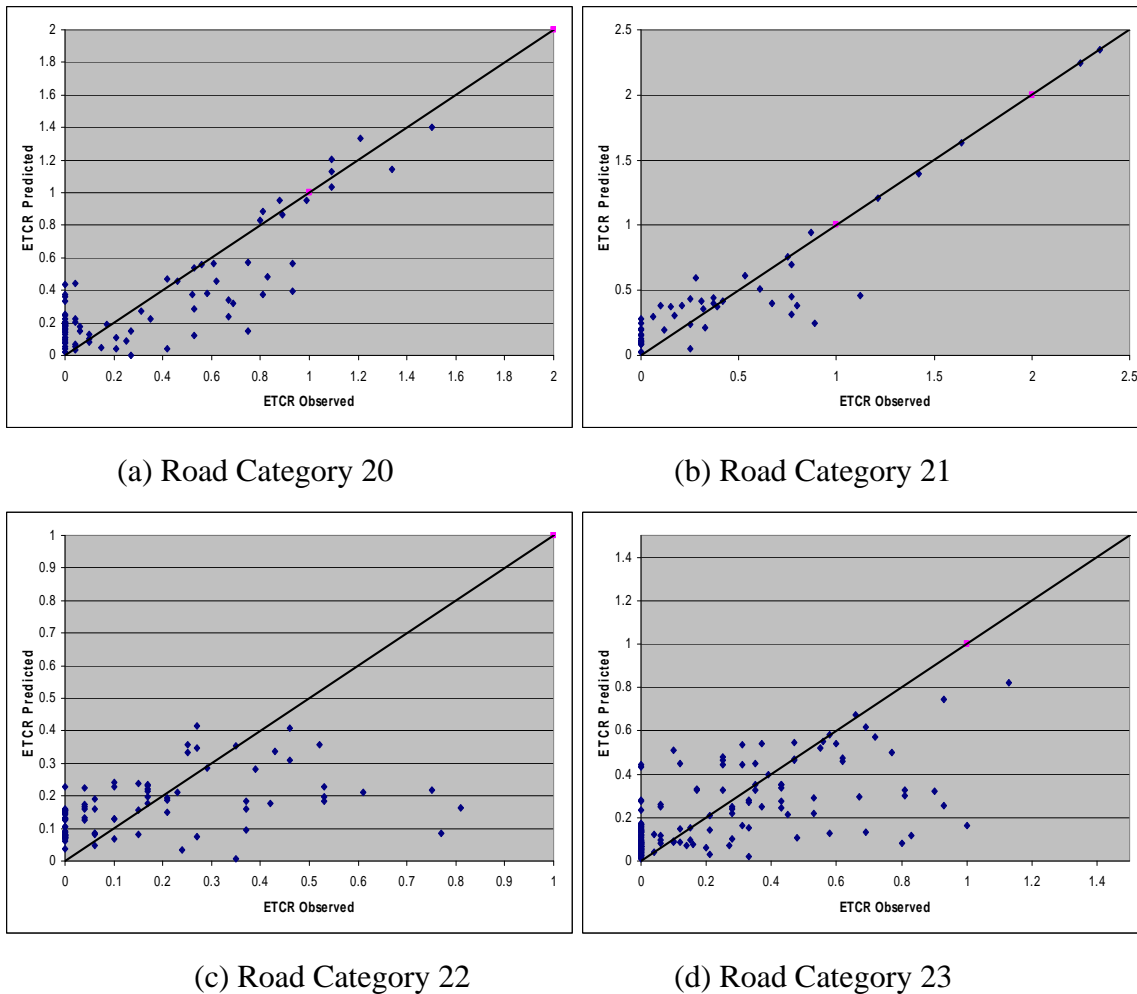 2
1.8
1.6
1.4
1.2
1
0.8
0.6
0.4
0.2
0
ETCR Predicted
0 0.2 0.4 0.6 0.8 1 1.2 1.4 1.6 1.8 2
ETCR Observed
(a) Road Category 20
2.5
2
1.5
1
0.5
0
ETCR Predicted
0 0.5 1 1.5 2 2.5
ETCR Observed
(b) Road Category 21
1
0.9
0.8
0.7
0.6
0.5
0.4
0.3
0.2
0.1
0
ETCR Predicted
0 0.1 0.2 0.3 0.4 0.5 0.6 0.7 0.8 0.9 1
ETCR Observed
(c) Road Category 22
1.4
1.2
1
0.8
0.6
0.4
0.2
0
ETCR Predicted
0 0.2 0.4 0.6 0.8 1 1.2 1.4
ETCR Observed
(d) Road Category 23